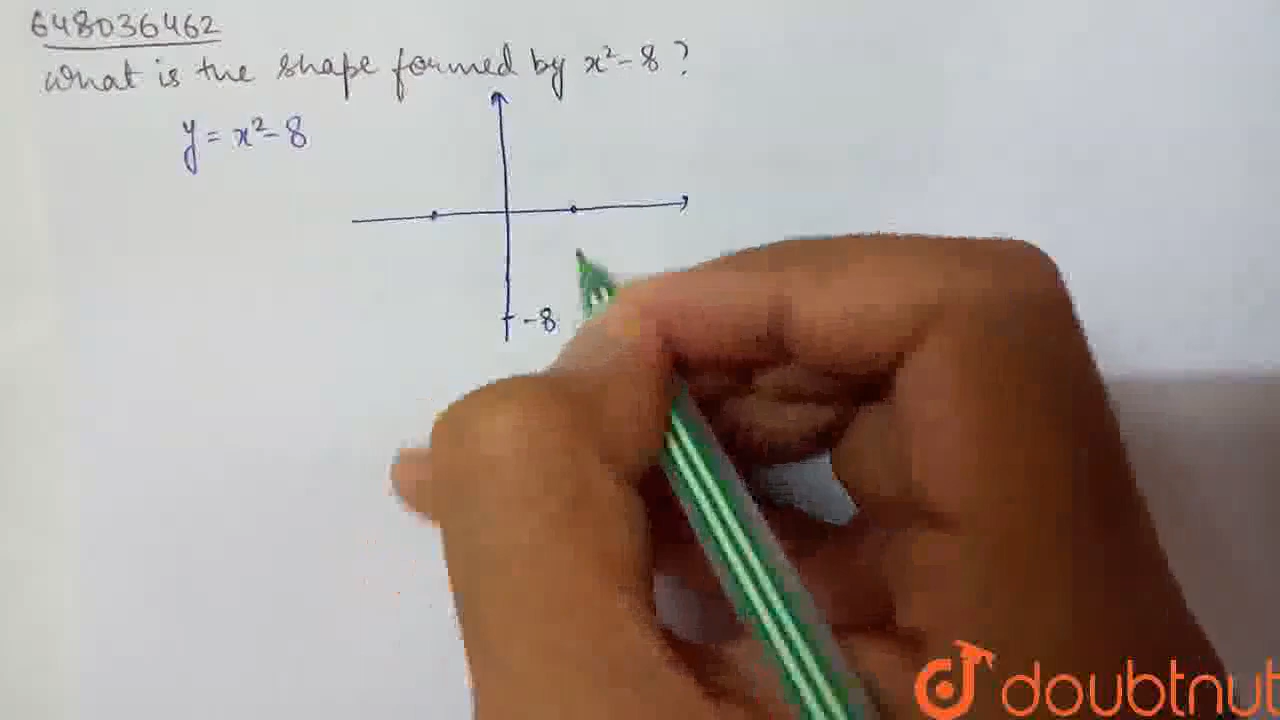 648036462
What is the shape formed by x² - 8 ?
y = x² - 8
-8
doubtnut